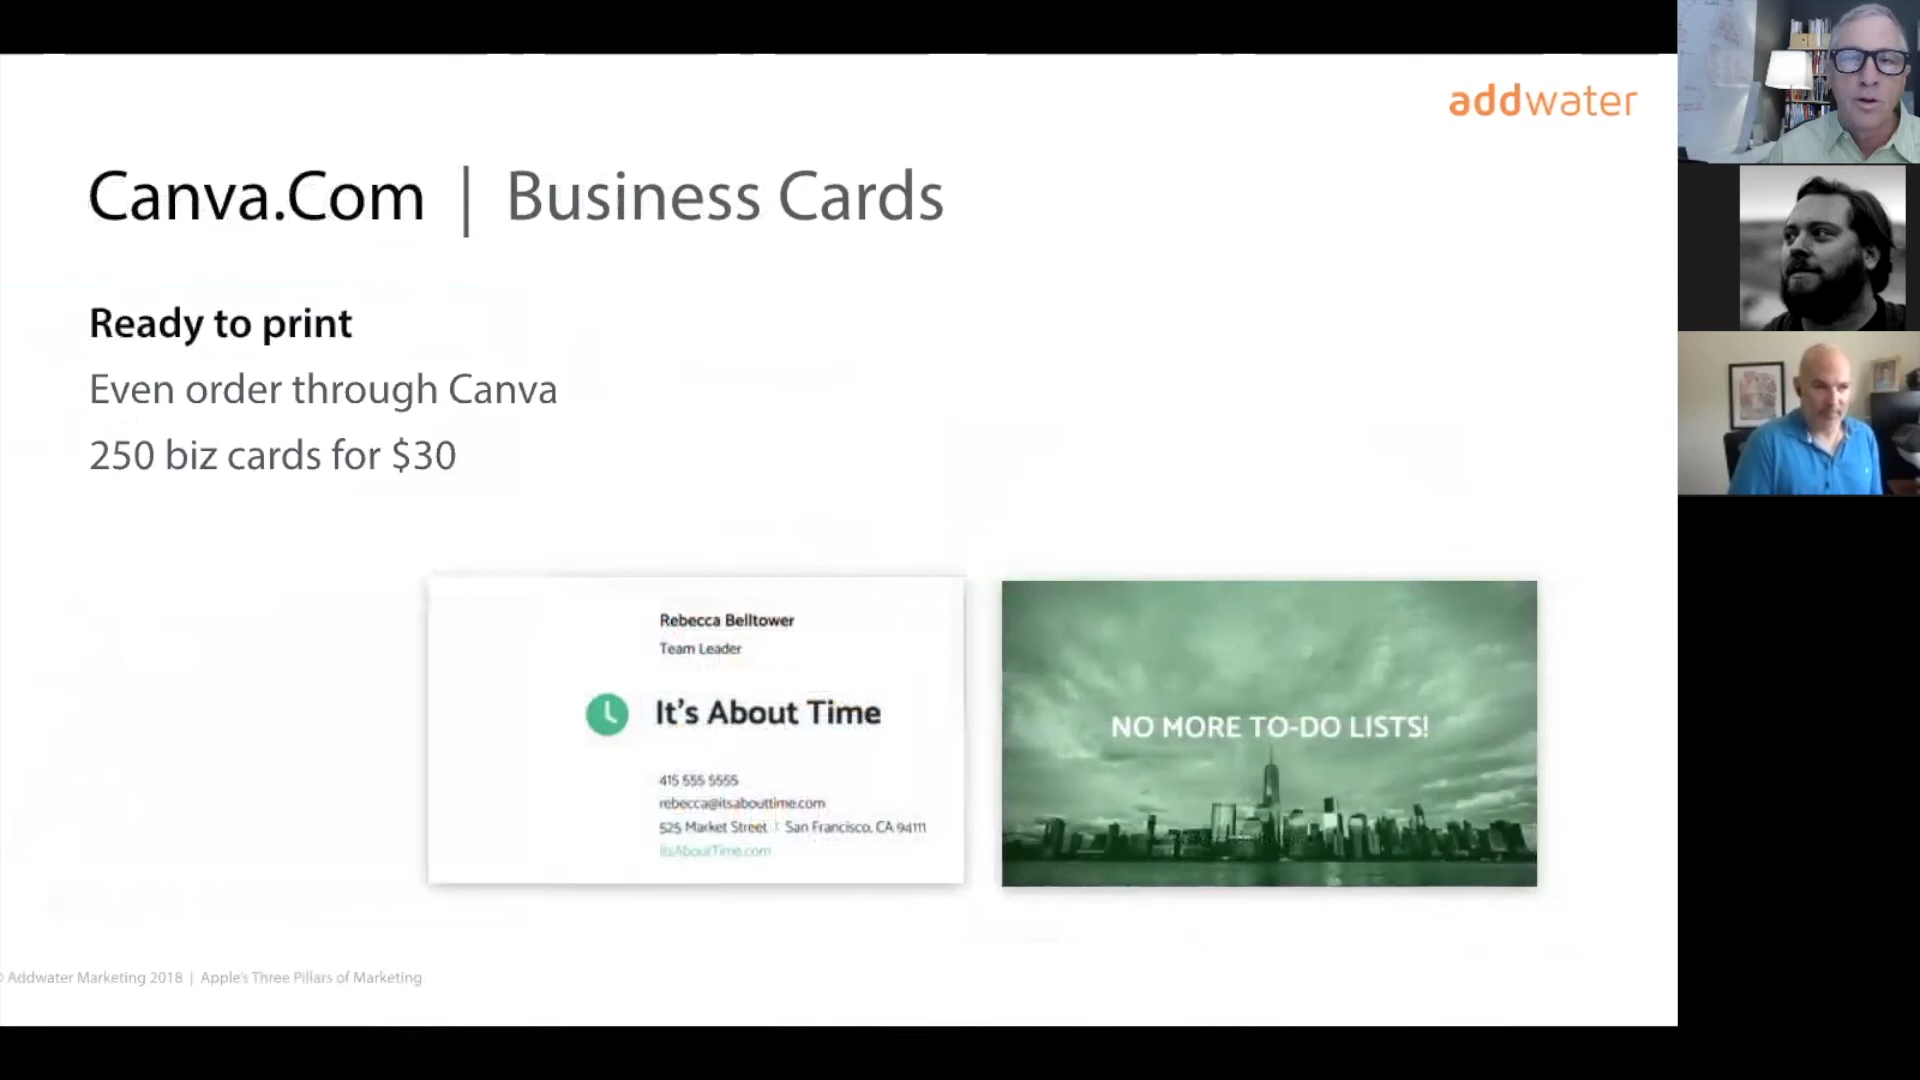 addwater
Canva.Com | Business Cards
Ready to print
Even order through Canva
250 biz cards for $30
Rebecca Belltower
Team Leader
It's About Time
415 555 5555
rebecca@itsabouttime.com
525 Market Street | San Francisco, CA 94111
ItsAboutTime.com
NO MORE TO-DO LISTS!
© Addwater Marketing 2018 | Apple's Three Pillars of Marketing